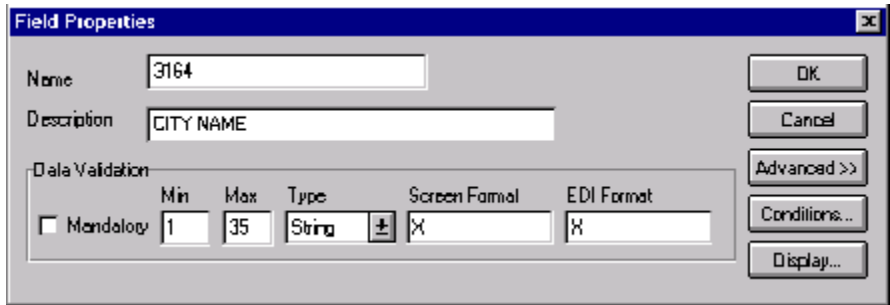 Field Properties
Name 3164 OK
Description CITY NAME Cancel
Data Validation Advanced >>
Min Max Type Screen Format EDI Format
Mandatory 1 35 String X X Conditions...
Display...